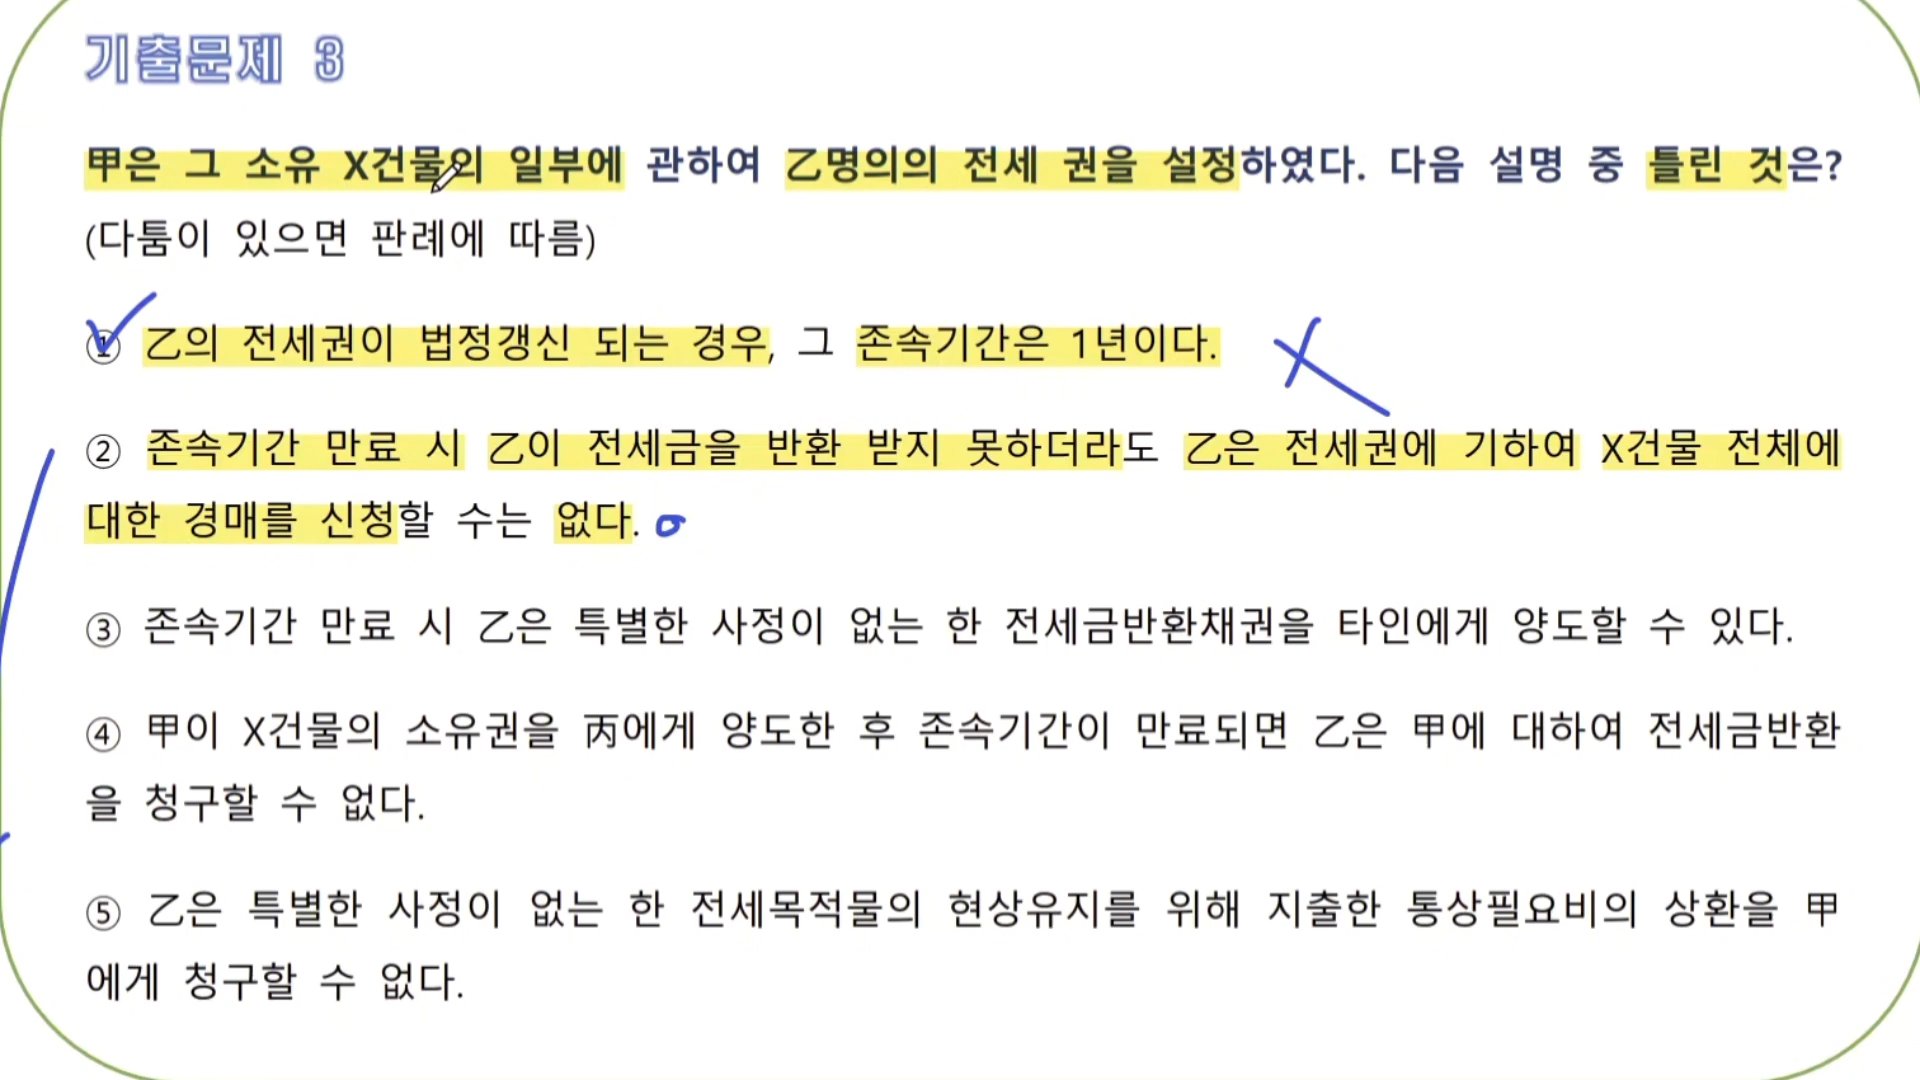 기출문제 3
甲은 그 소유 X건물의 일부에 관하여 乙명의의 전세 권을 설정하였다. 다음 설명 중 틀린 것은?
(다툼이 있으면 판례에 따름)
① 乙의 전세권이 법정갱신 되는 경우, 그 존속기간은 1년이다.
② 존속기간 만료 시 乙이 전세금을 반환 받지 못하더라도 乙은 전세권에 기하여 X건물 전체에
대한 경매를 신청할 수는 없다.
③ 존속기간 만료 시 乙은 특별한 사정이 없는 한 전세금반환채권을 타인에게 양도할 수 있다.
④ 甲이 X건물의 소유권을 丙에게 양도한 후 존속기간이 만료되면 乙은 甲에 대하여 전세금반환
을 청구할 수 없다.
⑤ 乙은 특별한 사정이 없는 한 전세목적물의 현상유지를 위해 지출한 통상필요비의 상환을 甲
에게 청구할 수 없다.